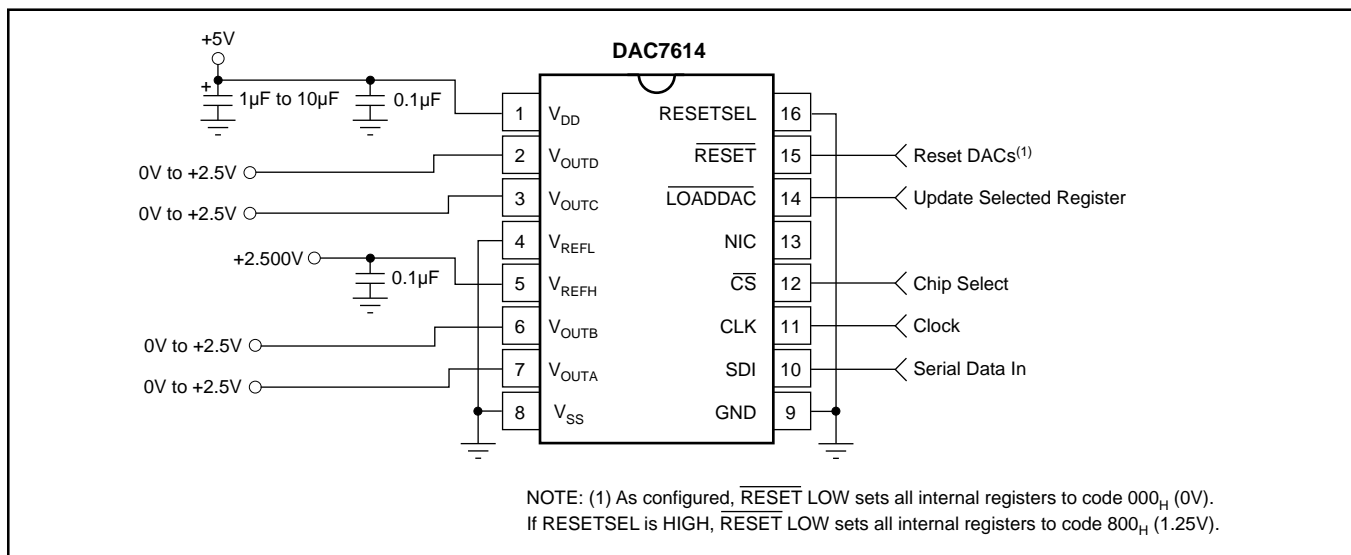 +5V
DAC7614
+
1µF to 10µF
0.1µF
1 V_DD
RESETSEL 16
0V to +2.5V
2 V_OUTD
R̅E̅S̅E̅T̅ 15
Reset DACs(1)
0V to +2.5V
3 V_OUTC
L̅O̅A̅D̅D̅A̅C̅ 14
Update Selected Register
4 V_REFL
NIC 13
+2.500V
0.1µF
5 V_REFH
C̅S̅ 12
Chip Select
0V to +2.5V
6 V_OUTB
CLK 11
Clock
0V to +2.5V
7 V_OUTA
SDI 10
Serial Data In
8 V_SS
GND 9
NOTE: (1) As configured, R̅E̅S̅E̅T̅ LOW sets all internal registers to code 000_H (0V).
If RESETSEL is HIGH, R̅E̅S̅E̅T̅ LOW sets all internal registers to code 800_H (1.25V).